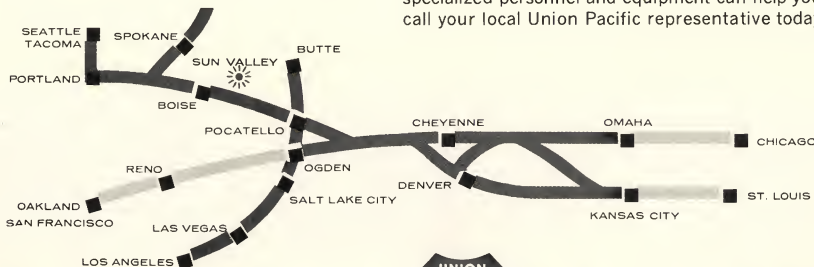 specialized personnel and equipment can help you
call your local Union Pacific representative today
SEATTLE
TACOMA
SPOKANE
SUN VALLEY
BUTTE
PORTLAND
BOISE
POCATELLO
CHEYENNE
OMAHA
CHICAGO
RENO
OGDEN
DENVER
OAKLAND
SAN FRANCISCO
SALT LAKE CITY
ST. LOUIS
KANSAS CITY
LAS VEGAS
LOS ANGELES
UNION